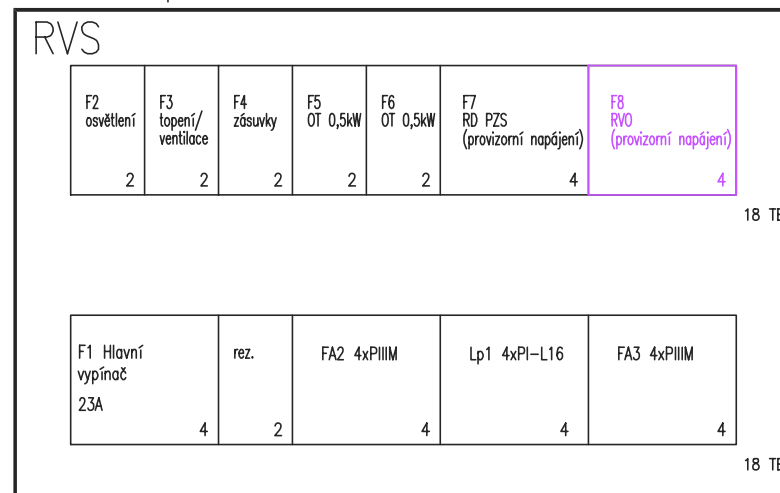 RVS
F2
osvětlení
2
F3
topení/
ventilace
2
F4
zásuvky
2
F5
OT 0,5kW
2
F6
OT 0,5kW
2
F7
RD PZS
(provizorní napájení)
4
F8
RVO
(provizorní napájení)
4
18
F1 Hlavní
vypínač
23A
4
rez.
2
FA2 4xPIIIM
4
Lp1 4xPI-L16
4
FA3 4xPIIIM
4
18